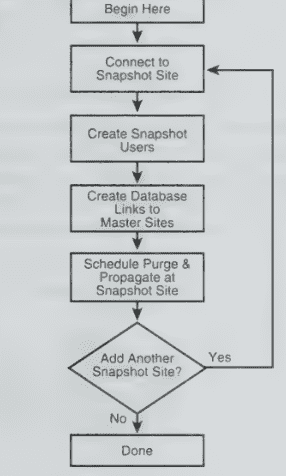 Begin Here
Connect to
Snapshot Site
Create Snapshot
Users
Create Database
Links to
Master Sites
Schedule Purge &
Propagate at
Snapshot Site
Add Another
Snapshot Site?
Yes
No
Done